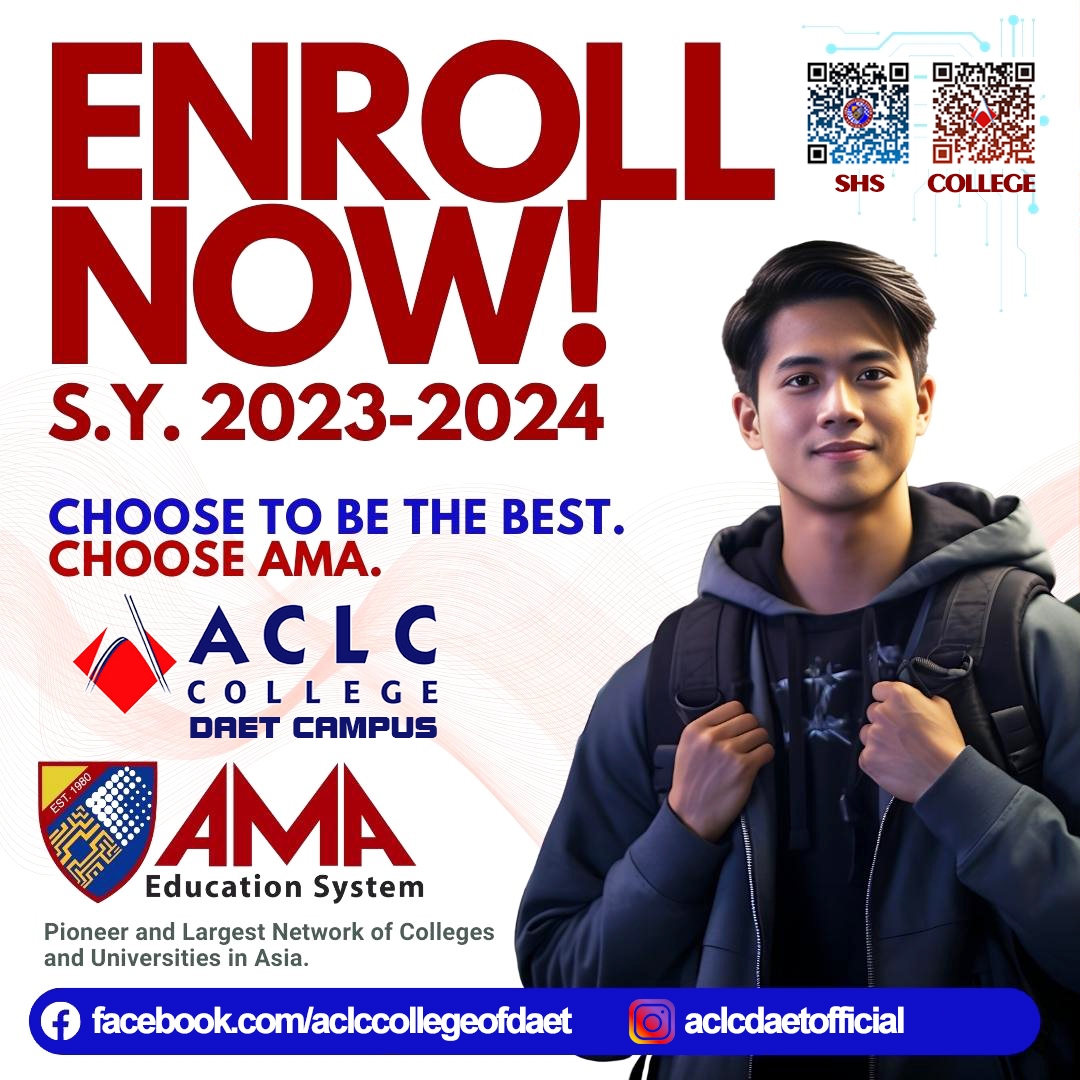 ENROLL
NOW!
S.Y. 2023-2024
SHS
COLLEGE
CHOOSE TO BE THE BEST.
CHOOSE AMA.
ACLC
COLLEGE
DAET CAMPUS
EST. 1980
AMA
Education System
Pioneer and Largest Network of Colleges
and Universities in Asia.
facebook.com/aclccollegeofdaet
aclcdaetofficial